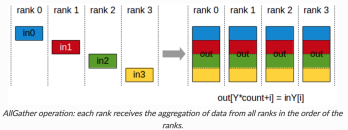 rank 0 rank 1 rank 2 rank 3 rank 0 rank 1 rank 2 rank 3
in0
in1
in2
in3
out out out out
out[Y*count+i] = inY[i]
AllGather operation: each rank receives the aggregation of data from all ranks in the order of the
ranks.